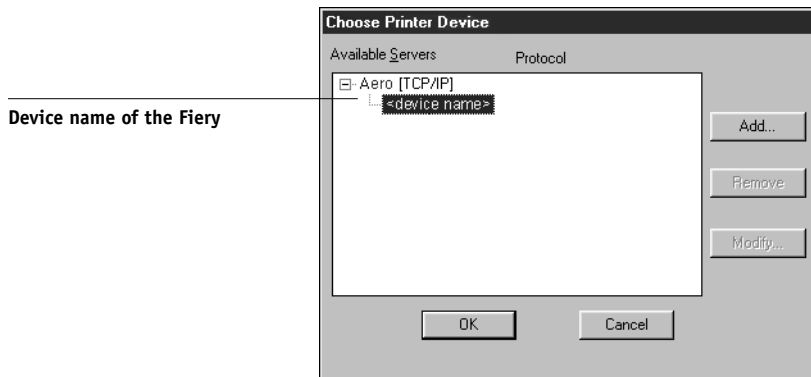 Choose Printer Device
Available Servers Protocol
Aero [TCP/IP]
<device name>
Device name of the Fiery
Add...
Remove
Modify...
OK Cancel